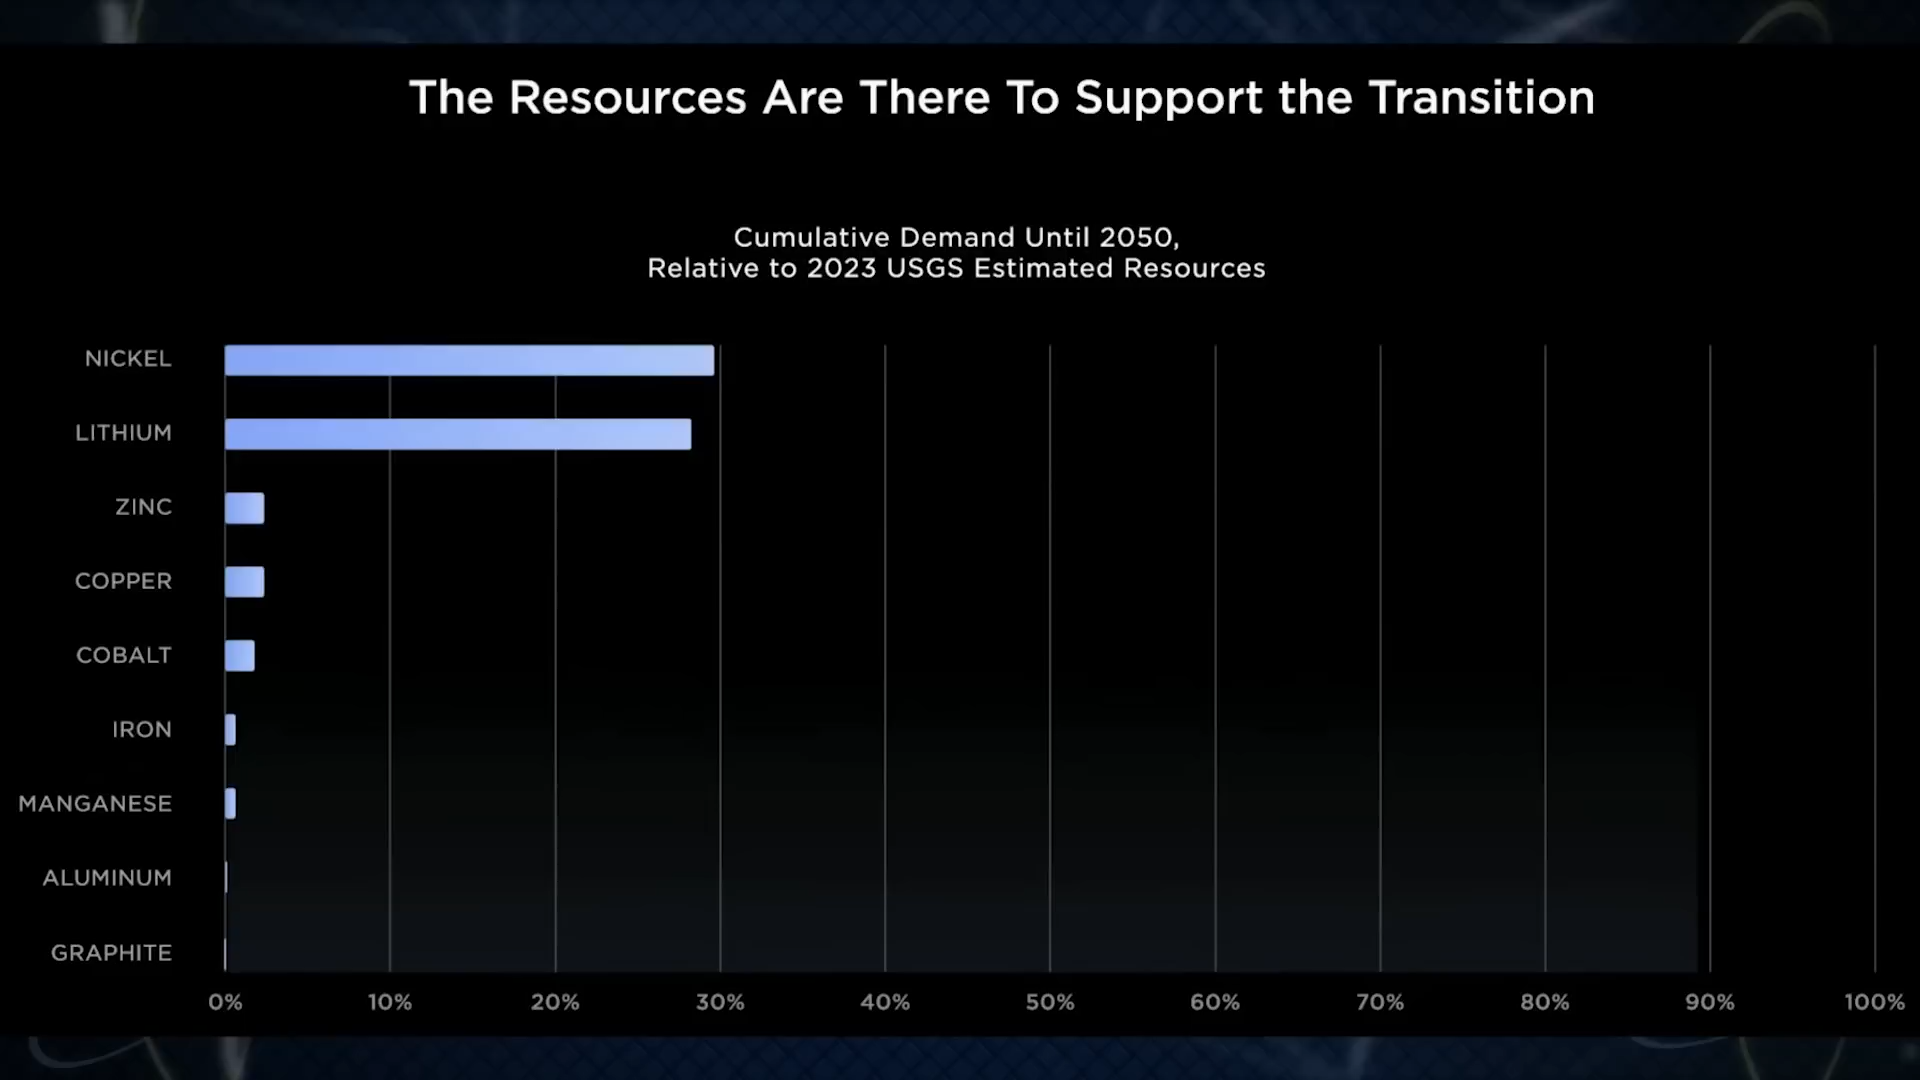 The Resources Are There To Support the Transition
Cumulative Demand Until 2050,
Relative to 2023 USGS Estimated Resources
NICKEL
LITHIUM
ZINC
COPPER
COBALT
IRON
MANGANESE
ALUMINUM
GRAPHITE
0% 10% 20% 30% 40% 50% 60% 70% 80% 90% 100%